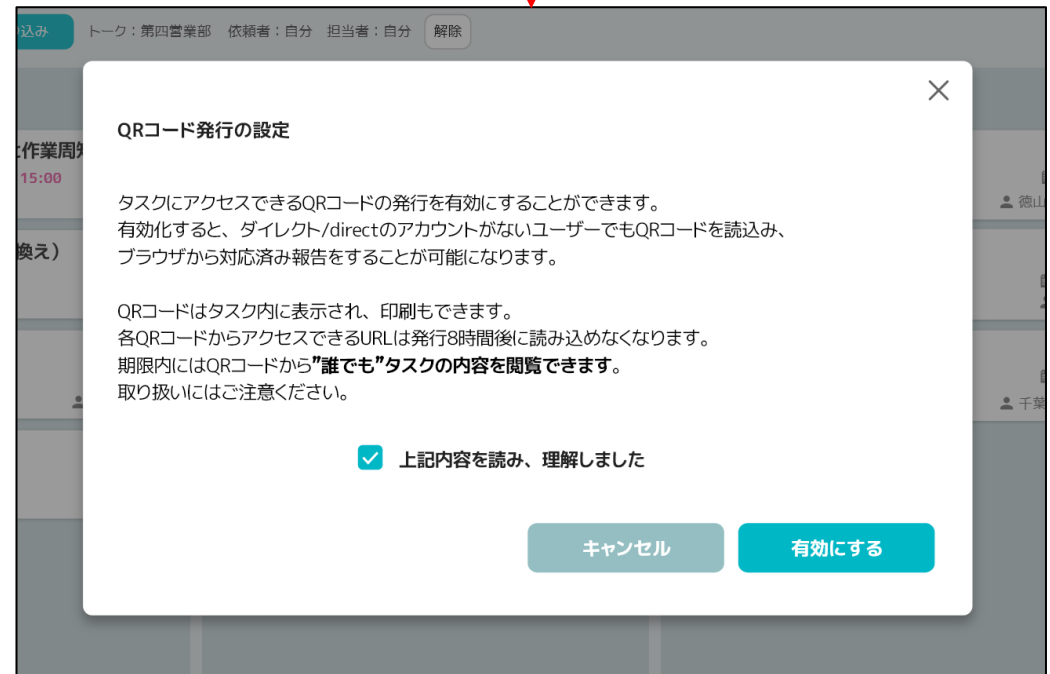 込み トーク：第四営業部 依頼者：自分 担当者：自分 解除
QRコード発行の設定
作業周
15:00
タスクにアクセスできるQRコードの発行を有効にすることができます。
徳山
有効化すると、ダイレクト/directのアカウントがないユーザーでもQRコードを読込み、
換え）
ブラウザから対応済み報告をすることが可能になります。
QRコードはタスク内に表示され、印刷もできます。
各QRコードからアクセスできるURLは発行8時間後に読み込めなくなります。
期限内にはQRコードから”誰でも”タスクの内容を閲覧できます。
取り扱いにはご注意ください。
千葉
上記内容を読み、理解しました
キャンセル 有効にする